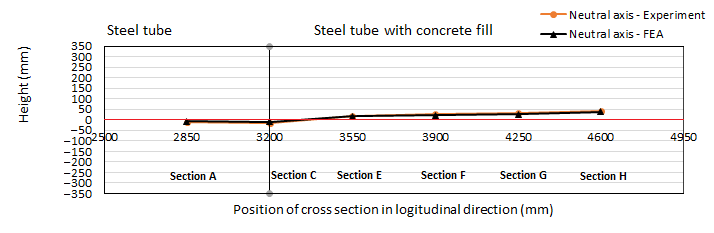 Steel tube
Steel tube with concrete fill
Neutral axis - Experiment
Neutral axis - FEA
Height (mm)
350
300
250
200
150
100
50
0
−50
−100
−150
−200
−250
−300
−350
2500 2850 3200 3550 3900 4250 4600 4950
Section A Section C Section E Section F Section G Section H
Position of cross section in logitudinal direction (mm)